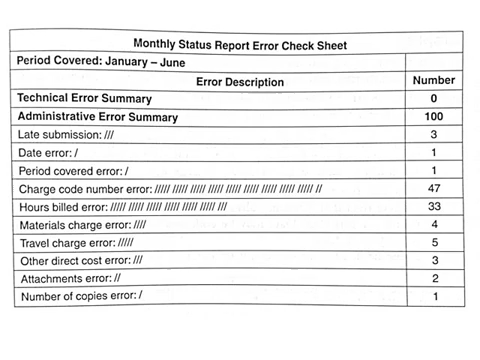 Monthly Status Report Error Check Sheet
Period Covered: January – June
Error Description Number
Technical Error Summary 0
Administrative Error Summary 100
Late submission: /// 3
Date error: / 1
Period covered error: / 1
Charge code number error: ///// ///// ///// ///// ///// ///// ///// ///// ///// // 47
Hours billed error: ///// ///// ///// ///// ///// ///// /// 33
Materials charge error: //// 4
Travel charge error: ///// 5
Other direct cost error: /// 3
Attachments error: // 2
Number of copies error: / 1